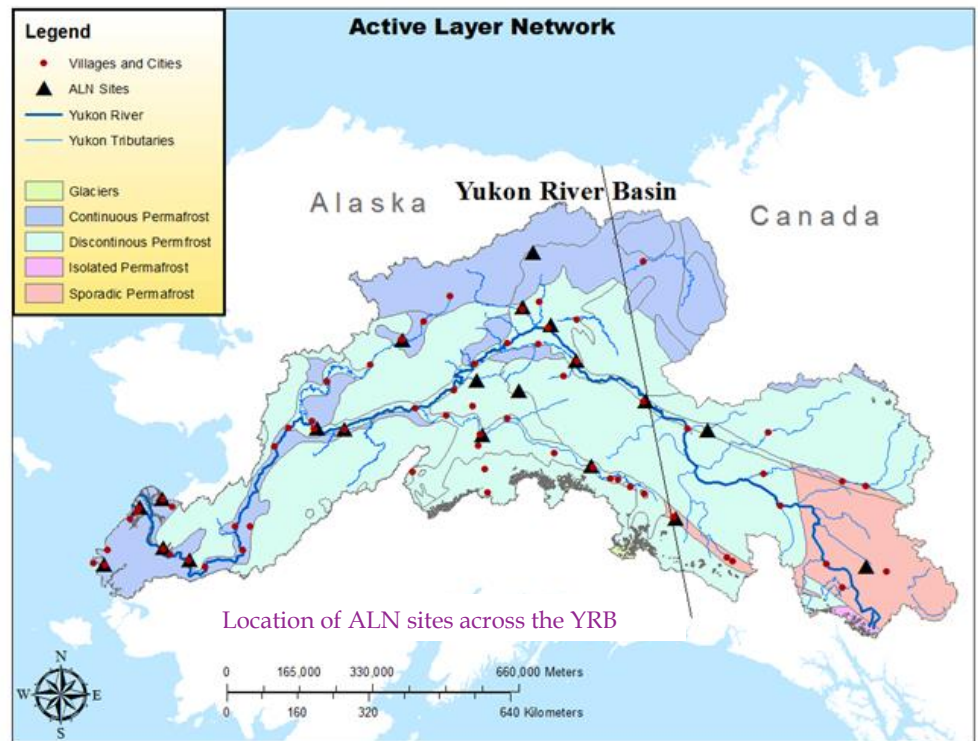 Active Layer Network
Legend
Villages and Cities
ALN Sites
Yukon River
Yukon Tributaries
Glaciers
Continuous Permafrost
Discontinous Permfrost
Isolated Permafrost
Sporadic Permafrost
Yukon River Basin
Alaska
Canada
Location of ALN sites across the YRB
0 165,000 330,000 660,000 Meters
0 160 320 640 Kilometers
N
W E
S